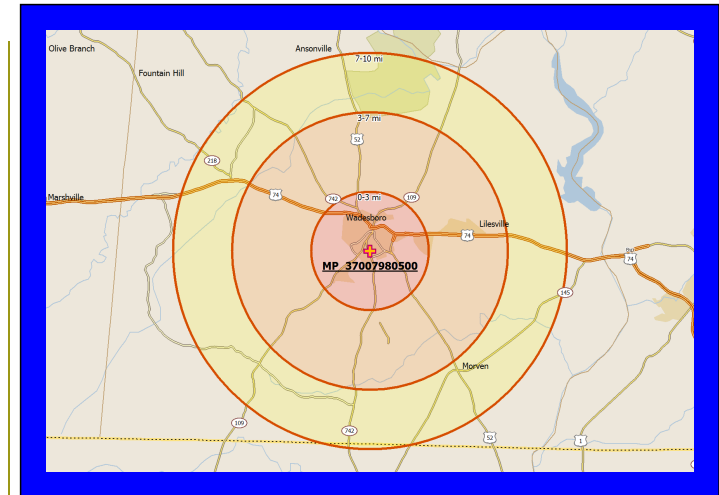 Olive Branch
Ansonville
7-10 mi
Fountain Hill
3-7 mi
52
218
74
742
0-3 mi
109
Marshville
Wadesboro
Lilesville
74
MP_37007980500
74
145
Morven
109
742
52
1